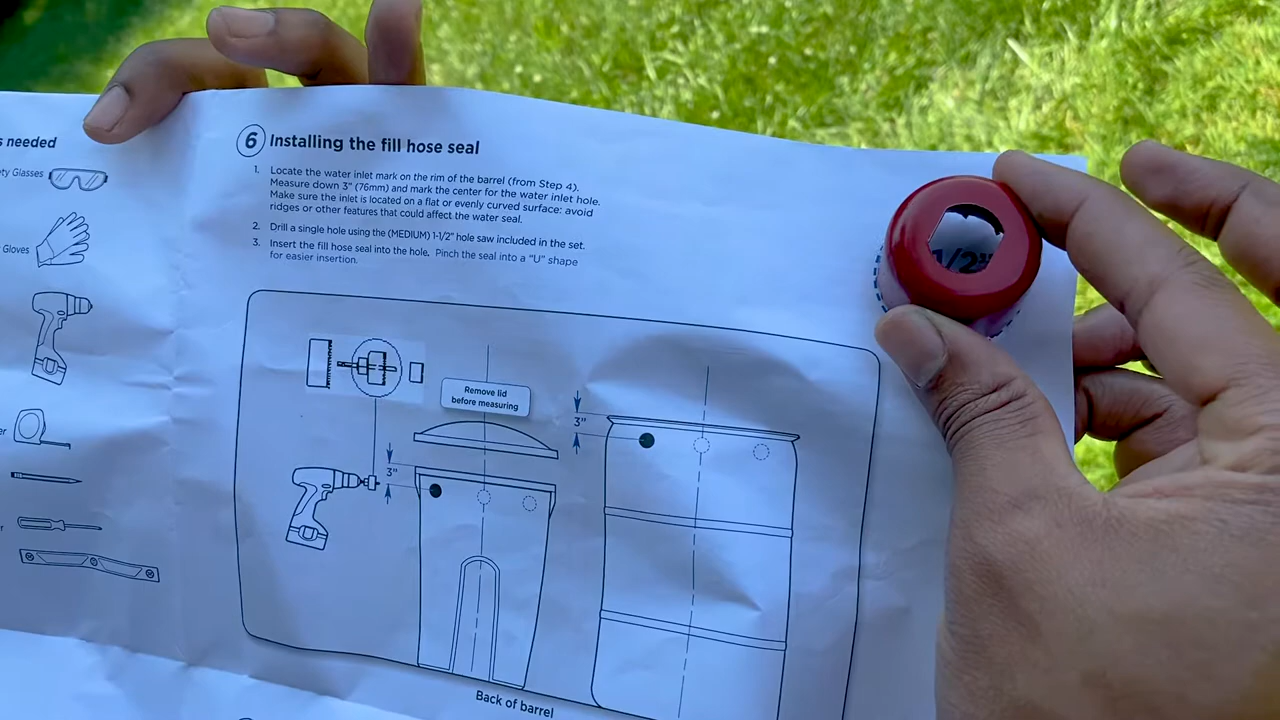 s needed
ety Glasses
Gloves
6 Installing the fill hose seal
1. Locate the water inlet mark on the rim of the barrel (from Step 4).
Measure down 3" (76mm) and mark the center for the water inlet hole.
Make sure the inlet is located on a flat or evenly curved surface: avoid
ridges or other features that could affect the water seal.
2. Drill a single hole using the (MEDIUM) 1-1/2" hole saw included in the set.
3. Insert the fill hose seal into the hole. Pinch the seal into a "U" shape
for easier insertion.
1/2"
Remove lid
before measuring
3"
3"
Back of barrel